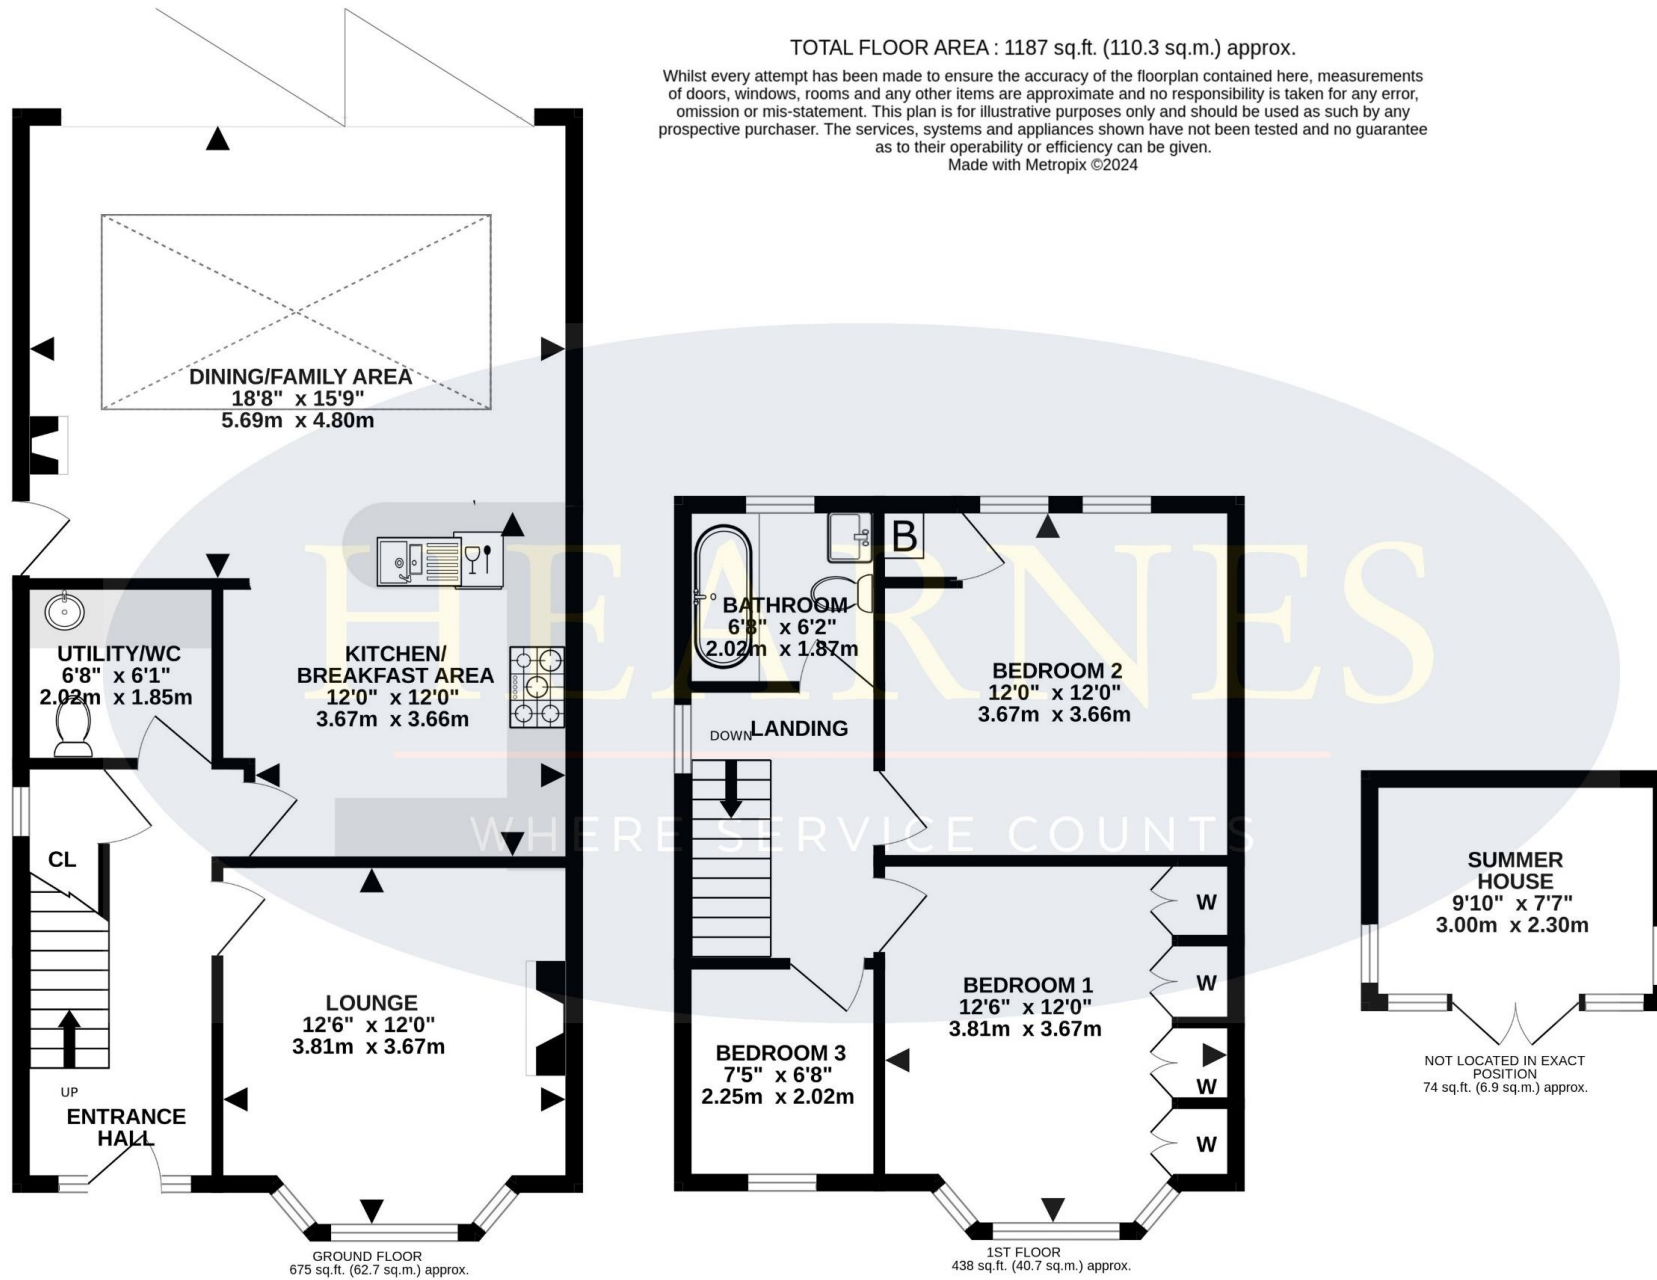 TOTAL FLOOR AREA : 1187 sq.ft. (110.3 sq.m.) approx.
Whilst every attempt has been made to ensure the accuracy of the floorplan contained here, measurements
of doors, windows, rooms and any other items are approximate and no responsibility is taken for any error,
omission or mis-statement. This plan is for illustrative purposes only and should be used as such by any
prospective purchaser. The services, systems and appliances shown have not been tested and no guarantee
as to their operability or efficiency can be given.
Made with Metropix ©2024
DINING/FAMILY AREA
18'8" x 15'9"
5.69m x 4.80m
UTILITY/WC
6'8" x 6'1"
2.02m x 1.85m
KITCHEN/
BREAKFAST AREA
12'0" x 12'0"
3.67m x 3.66m
CL
LOUNGE
12'6" x 12'0"
3.81m x 3.67m
UP
ENTRANCE
HALL
GROUND FLOOR
675 sq.ft. (62.7 sq.m.) approx.
B
BATHROOM
6'8" x 6'2"
2.02m x 1.87m
BEDROOM 2
12'0" x 12'0"
3.67m x 3.66m
DOWN
LANDING
BEDROOM 1
12'6" x 12'0"
3.81m x 3.67m
W
W
W
W
BEDROOM 3
7'5" x 6'8"
2.25m x 2.02m
1ST FLOOR
438 sq.ft. (40.7 sq.m.) approx.
SUMMER
HOUSE
9'10" x 7'7"
3.00m x 2.30m
NOT LOCATED IN EXACT
POSITION
74 sq.ft. (6.9 sq.m.) approx.
HEARNES
WHERE SERVICE COUNTS